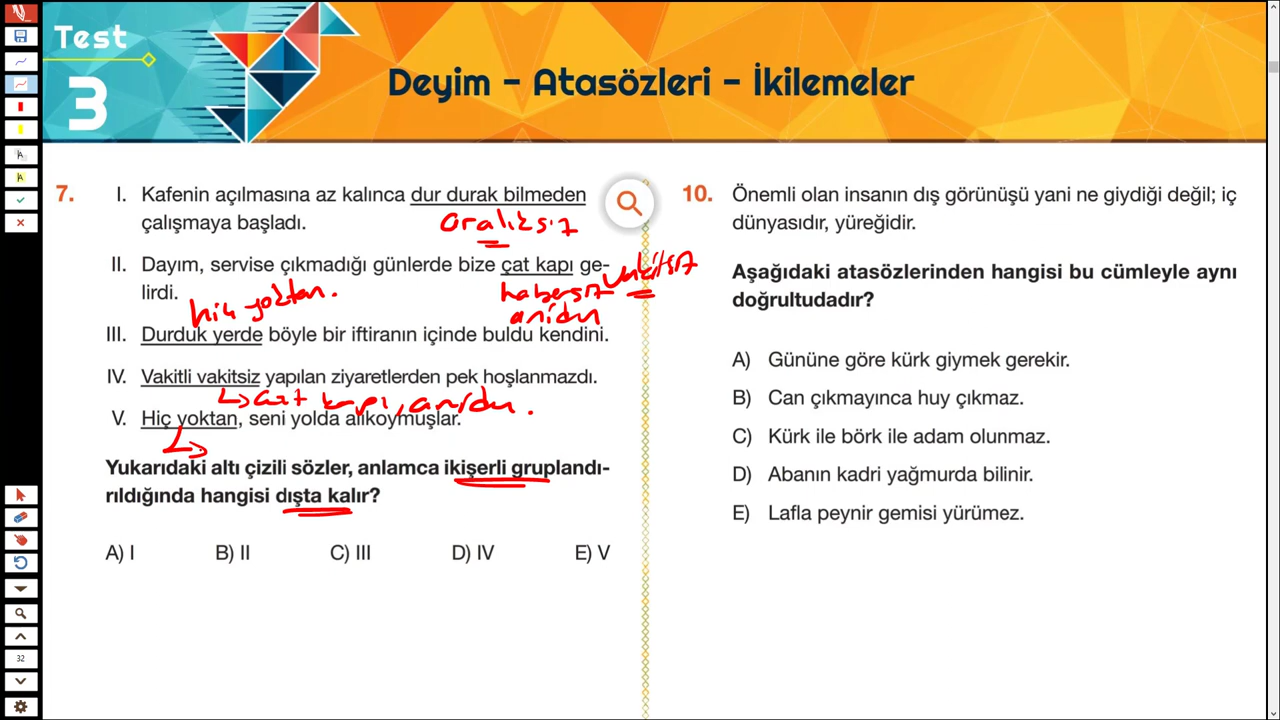 Test
3
Deyim – Atasözleri – İkilemeler
7.
I. Kafenin açılmasına az kalınca dur durak bilmeden
çalışmaya başladı.
aralıksız
II. Dayım, servise çıkmadığı günlerde bize çat kapı ge-
lirdi.
habersiz
vakitsiz
anidn
hiç yoktan.
III. Durduk yerde böyle bir iftiranın içinde buldu kendini.
IV. Vakitli vakitsiz yapılan ziyaretlerden pek hoşlanmazdı.
çat kapı, anidn.
V. Hiç yoktan, seni yolda alıkoymuşlar.
Yukarıdaki altı çizili sözler, anlamca ikişerli gruplandı-
rıldığında hangisi dışta kalır?
A) I B) II C) III D) IV E) V
10.
Önemli olan insanın dış görünüşü yani ne giydiği değil; iç
dünyasıdır, yüreğidir.
Aşağıdaki atasözlerinden hangisi bu cümleyle aynı
doğrultudadır?
A) Gününe göre kürk giymek gerekir.
B) Can çıkmayınca huy çıkmaz.
C) Kürk ile börk ile adam olunmaz.
D) Abanın kadri yağmurda bilinir.
E) Lafla peynir gemisi yürümez.
A
A
32